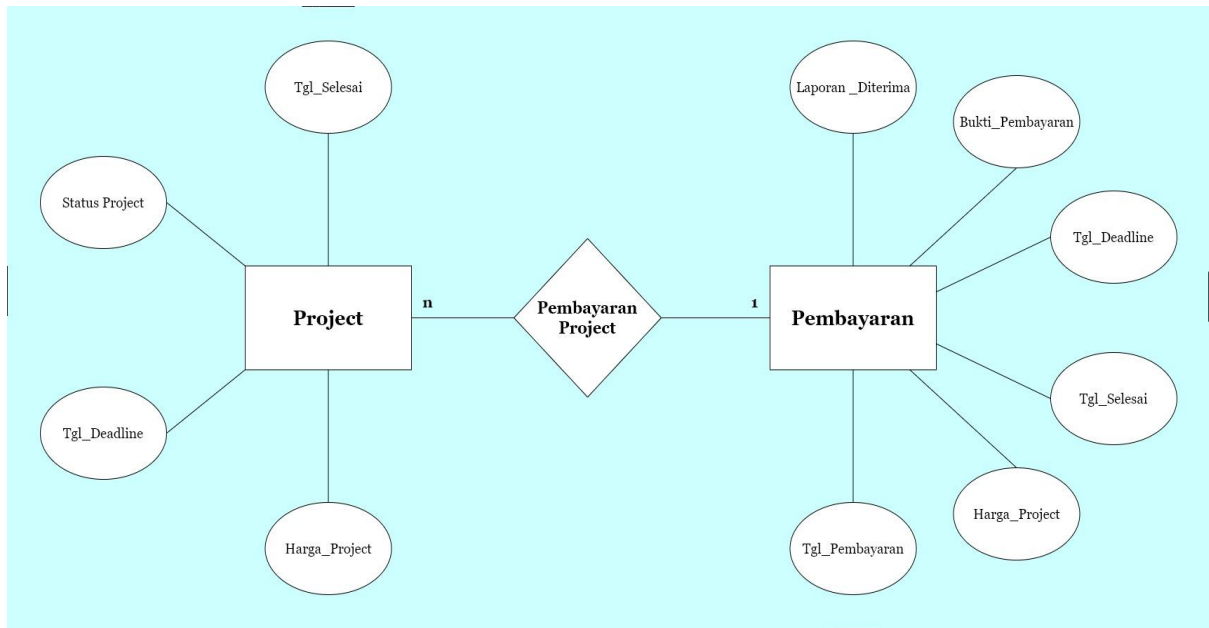 Tgl_Selesai
Laporan _Diterima
Bukti_Pembayaran
Status Project
Tgl_Deadline
Project
n
Pembayaran
Project
1
Pembayaran
Tgl_Deadline
Tgl_Selesai
Harga_Project
Harga_Project
Tgl_Pembayaran